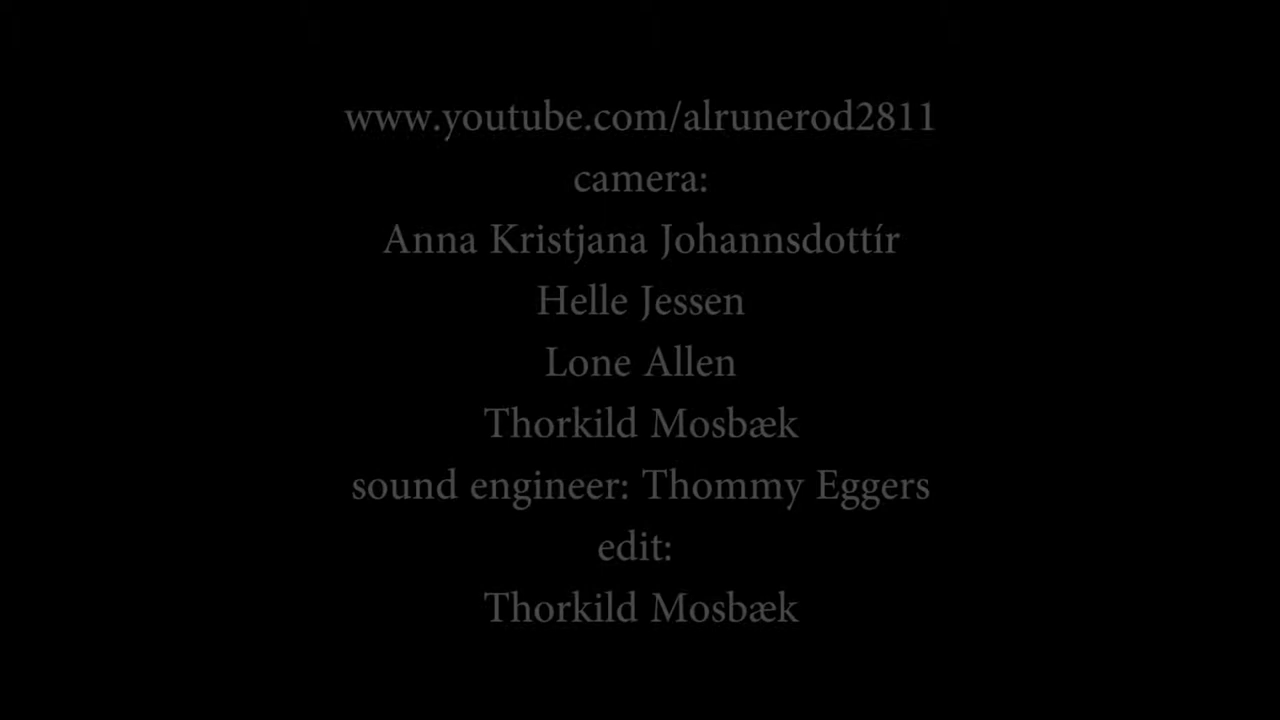 www.youtube.com/alrunerod2811
camera:
Anna Kristjana Johannsdottír
Helle Jessen
Lone Allen
Thorkild Mosbæk
sound engineer: Thommy Eggers
edit:
Thorkild Mosbæk